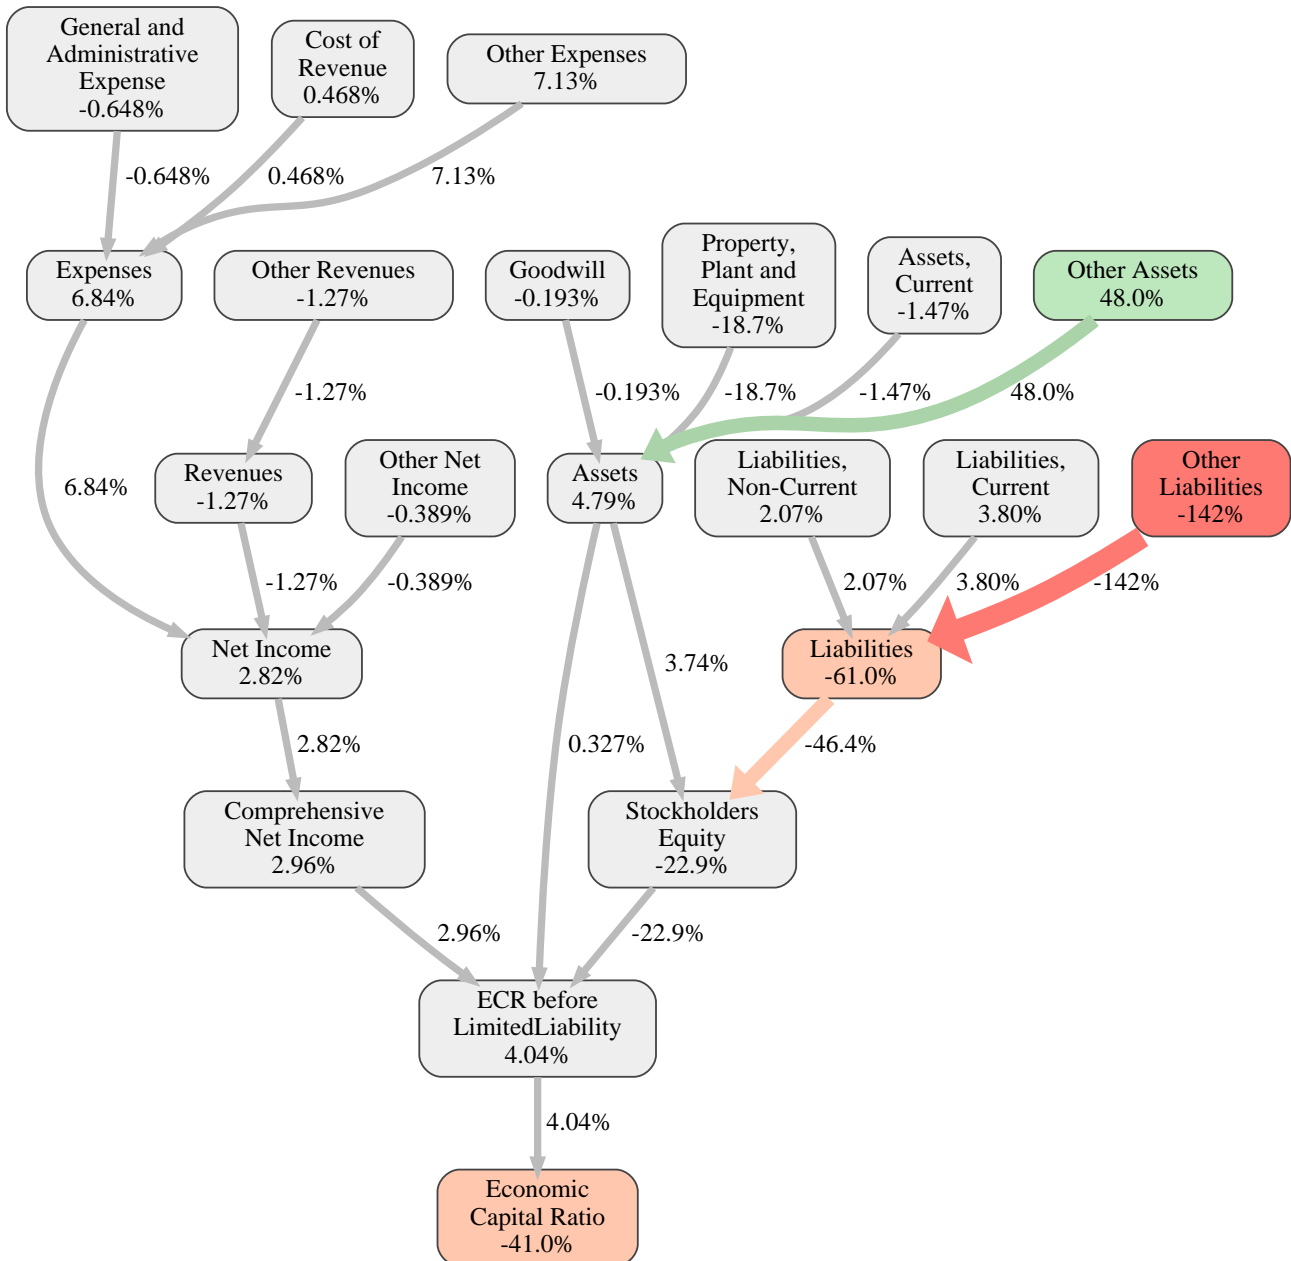 General and
Administrative
Expense
-0.648%
Cost of
Revenue
0.468%
Other Expenses
7.13%
-0.648%
0.468%
7.13%
Expenses
6.84%
Other Revenues
-1.27%
Goodwill
-0.193%
Property,
Plant and
Equipment
-18.7%
Assets,
Current
-1.47%
Other Assets
48.0%
-1.27%
-0.193%
-18.7%
-1.47%
48.0%
6.84%
Revenues
-1.27%
Other Net
Income
-0.389%
Assets
4.79%
Liabilities,
Non-Current
2.07%
Liabilities,
Current
3.80%
Other
Liabilities
-142%
-1.27%
-0.389%
2.07%
3.80%
-142%
Net Income
2.82%
3.74%
Liabilities
-61.0%
2.82%
0.327%
-46.4%
Comprehensive
Net Income
2.96%
Stockholders
Equity
-22.9%
2.96%
-22.9%
ECR before
LimitedLiability
4.04%
4.04%
Economic
Capital Ratio
-41.0%